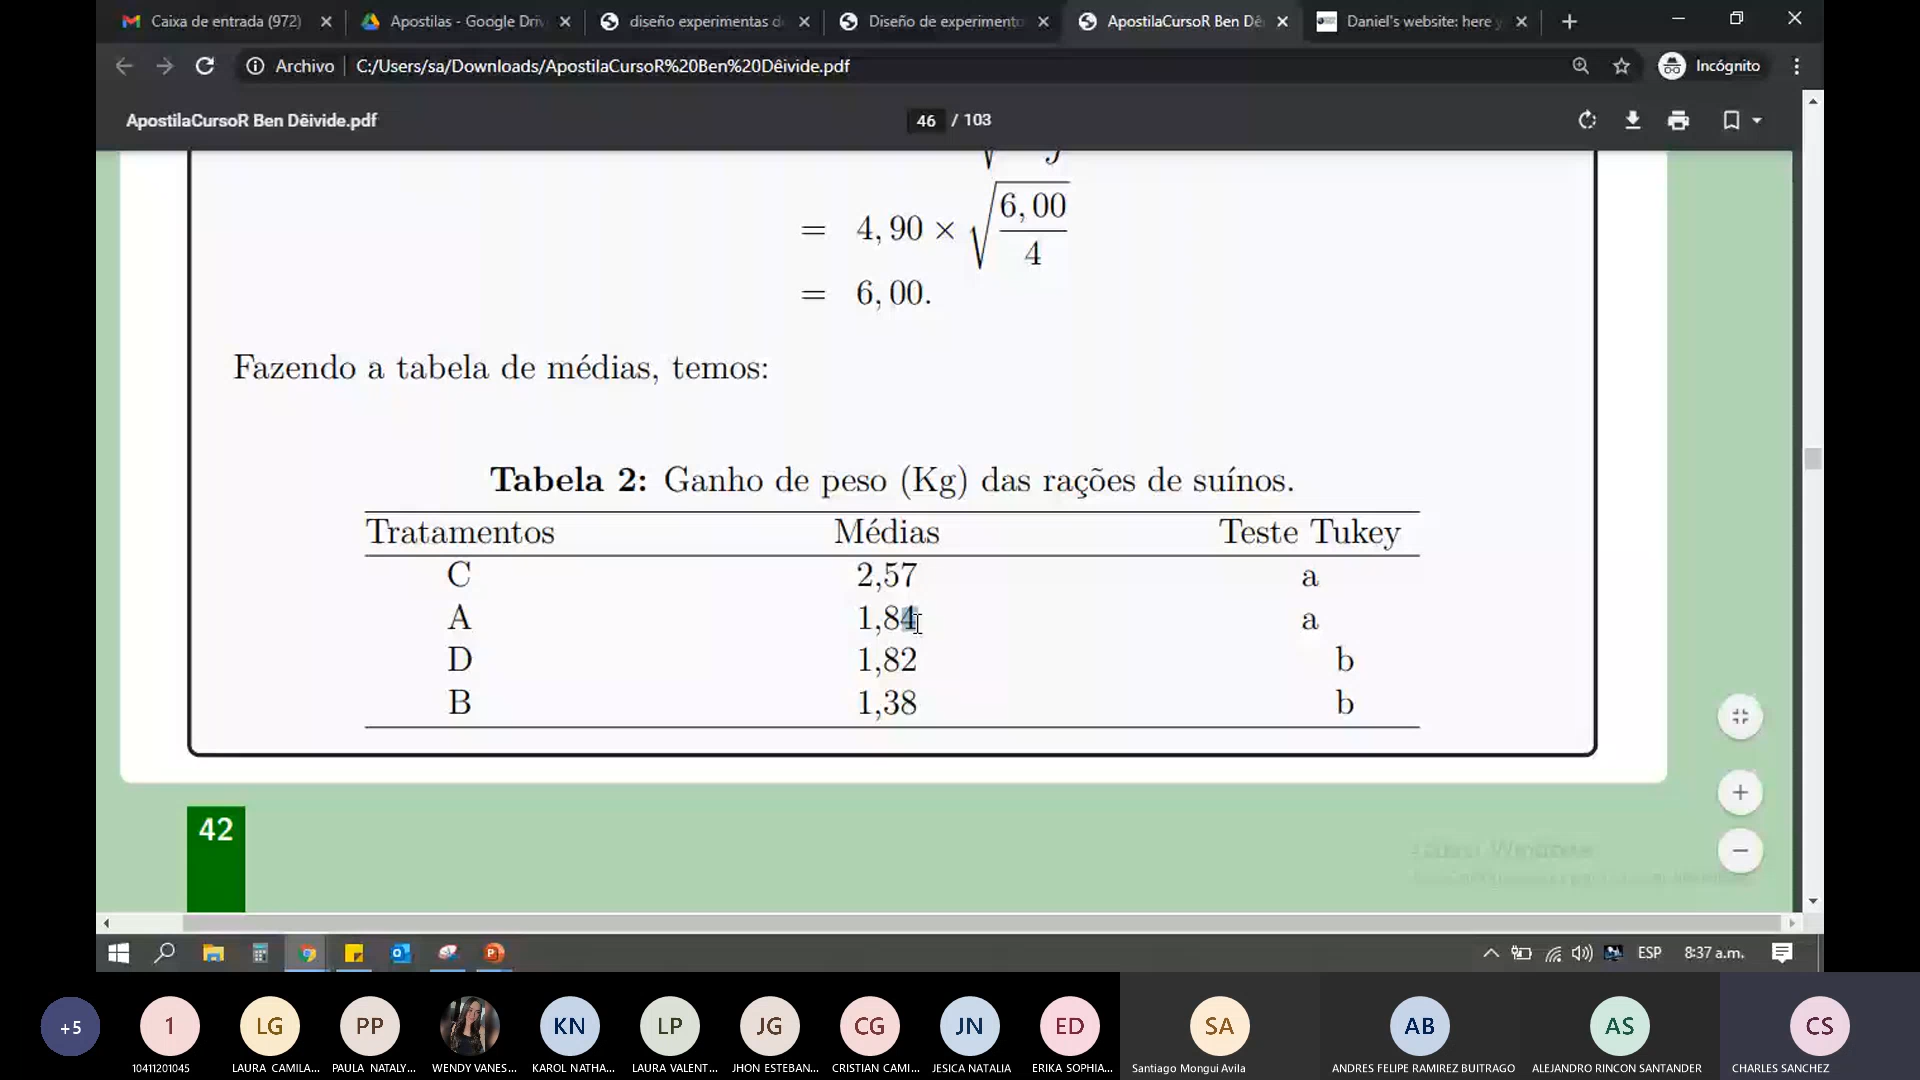 Caixa de entrada (972)
Apostilas - Google Driv
diseño experimentas d
Diseño de experimento
ApostilaCursoR Ben Dê
Daniel's website: here y
Archivo
C:/Users/sa/Downloads/ApostilaCursoR%20Ben%20Dêivide.pdf
Incógnito
ApostilaCursoR Ben Dêivide.pdf
46 / 103
= 4, 90 × √ 6, 00
4
= 6, 00.
Fazendo a tabela de médias, temos:
Tabela 2: Ganho de peso (Kg) das rações de suínos.
Tratamentos Médias Teste Tukey
C 2,57 a
A 1,84 a
D 1,82 b
B 1,38 b
42
ESP
8:37 a.m.
+5
1
LG
PP
KN
LP
JG
CG
JN
ED
SA
AB
AS
CS
10411201045
LAURA CAMILA...
PAULA NATALY...
WENDY VANES...
KAROL NATHA...
LAURA VALENT...
JHON ESTEBAN...
CRISTIAN CAMI...
JESICA NATALIA
ERIKA SOPHIA...
Santiago Mongui Avila
ANDRES FELIPE RAMIREZ BUITRAGO
ALEJANDRO RINCON SANTANDER
CHARLES SANCHEZ